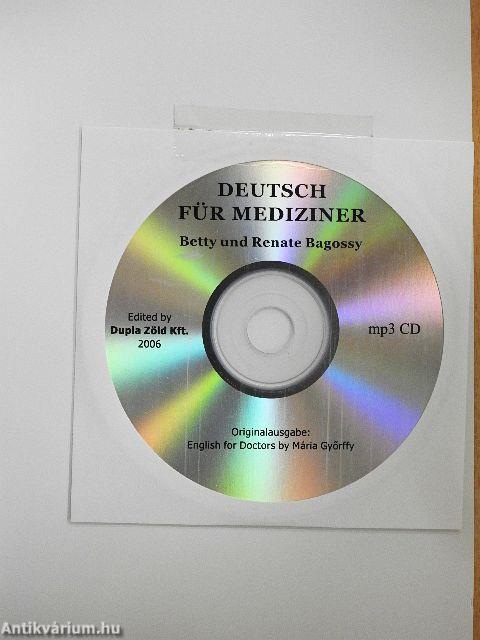 DEUTSCH
FÜR MEDIZINER
Betty und Renate Bagossy
Edited by
Dupla Zöld Kft.
2006
mp3 CD
Originalausgabe:
English for Doctors by Mária Győrffy
Antikvárium.hu